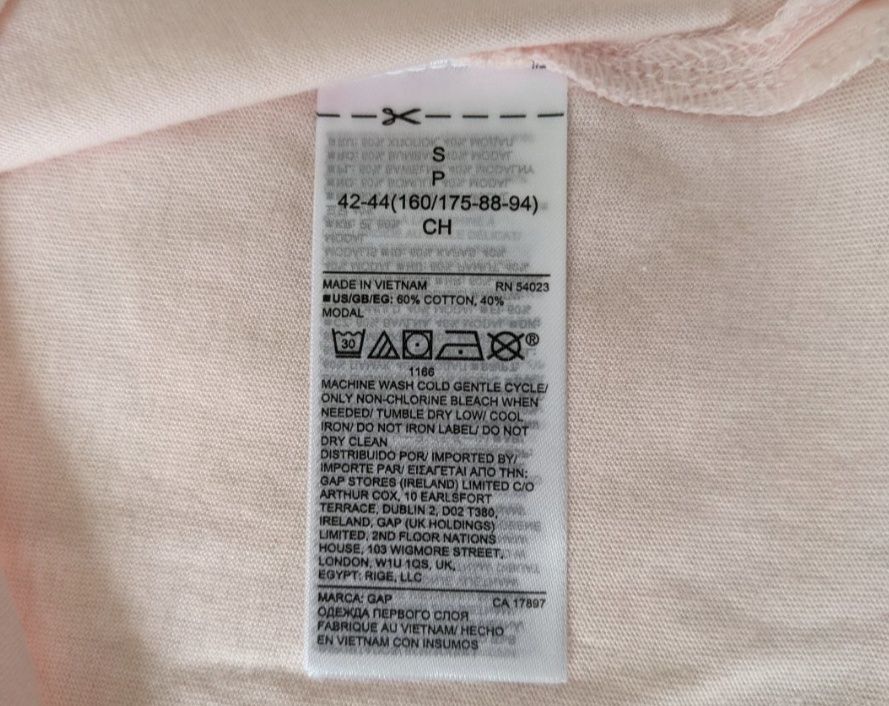 S
P
42-44(160/175-88-94)
CH
MADE IN VIETNAM RN 54023
■US/GB/EG: 60% COTTON, 40%
MODAL
30 ®
1166
MACHINE WASH COLD GENTLE CYCLE/
ONLY NON-CHLORINE BLEACH WHEN
NEEDED/ TUMBLE DRY LOW/ COOL
IRON/ DO NOT IRON LABEL/ DO NOT
DRY CLEAN
DISTRIBUIDO POR/ IMPORTED BY/
IMPORTE PAR/ ΕΙΣΑΓΕΤΑΙ ΑΠΟ ΤΗΝ:
GAP STORES (IRELAND) LIMITED C/O
ARTHUR COX, 10 EARLSFORT
TERRACE, DUBLIN 2, D02 T380,
IRELAND, GAP (UK HOLDINGS)
LIMITED, 2ND FLOOR NATIONS
HOUSE, 103 WIGMORE STREET,
LONDON, W1U 1QS, UK,
EGYPT: RIGE, LLC
MARCA: GAP CA 17897
ОДЕЖДА ПЕРВОГО СЛОЯ
FABRIQUE AU VIETNAM/ HECHO
EN VIETNAM CON INSUMOS